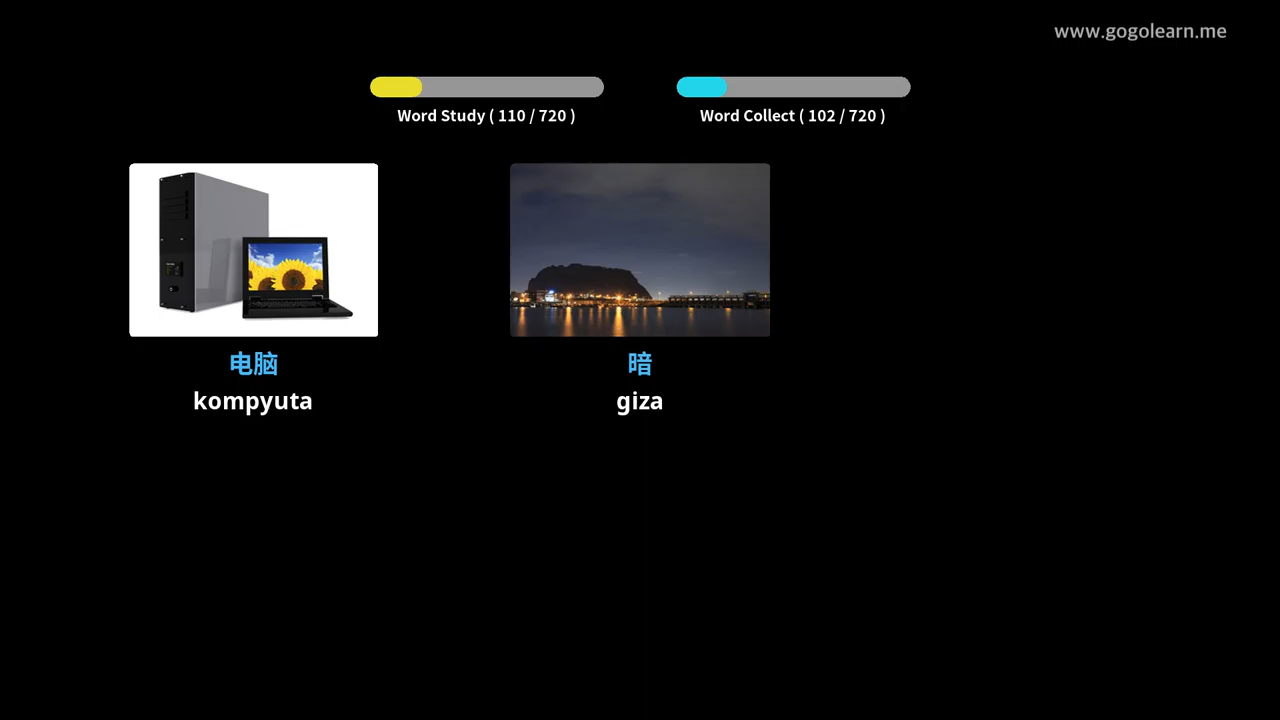 www.gogolearn.me
Word Study ( 110 / 720 )
Word Collect ( 102 / 720 )
电脑
kompyuta
暗
giza